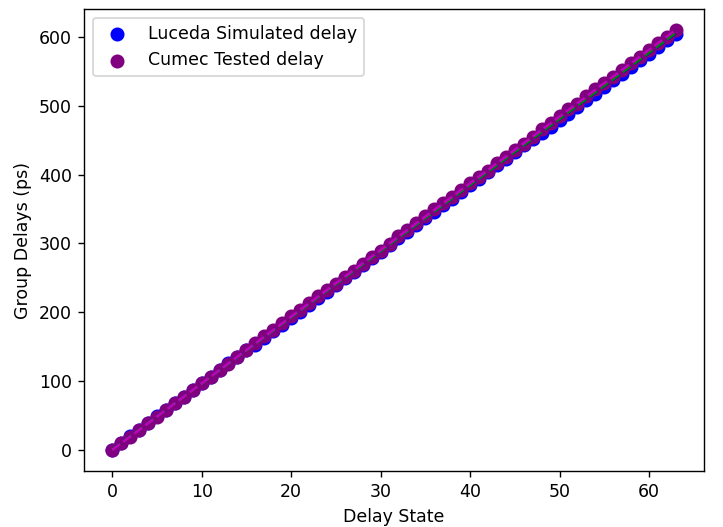 Luceda Simulated delay
Cumec Tested delay
600
500
400
300
200
100
0
Group Delays (ps)
0 10 20 30 40 50 60
Delay State